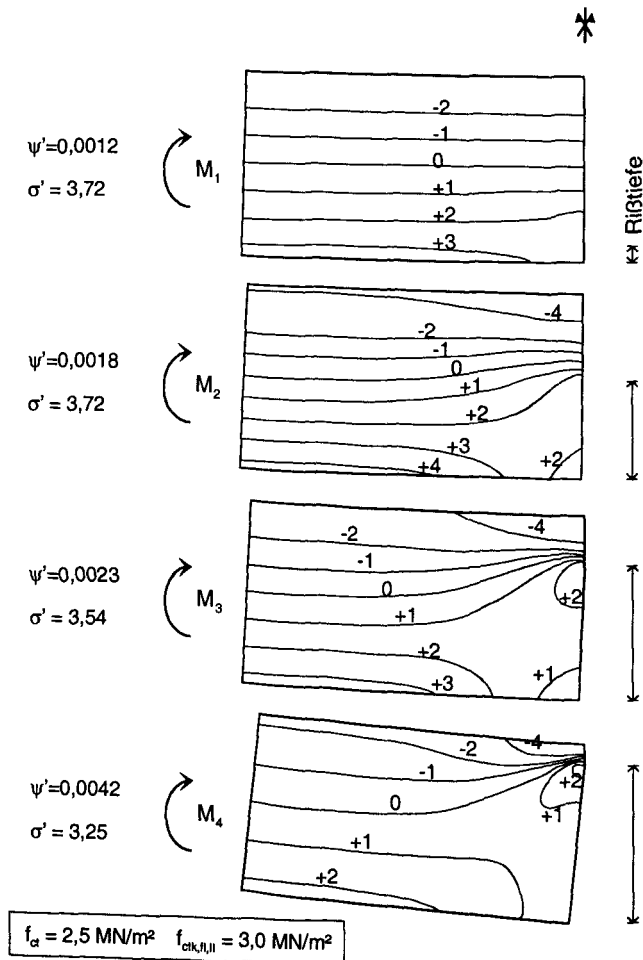 -2
-1
0
+1
+2
+3
ψ'=0,0012
σ' = 3,72
M₁
Rißtiefe
-4
-2
-1
0
+1
+2
+3
+4
+2
ψ'=0,0018
σ' = 3,72
M₂
-4
-2
-1
0
+1
+2
+2
+3
+1
ψ'=0,0023
σ' = 3,54
M₃
-4
-2
-1
0
+2
+1
+1
+2
ψ'=0,0042
σ' = 3,25
M₄
f_ct = 2,5 MN/m² f_ctk,fl,II = 3,0 MN/m²